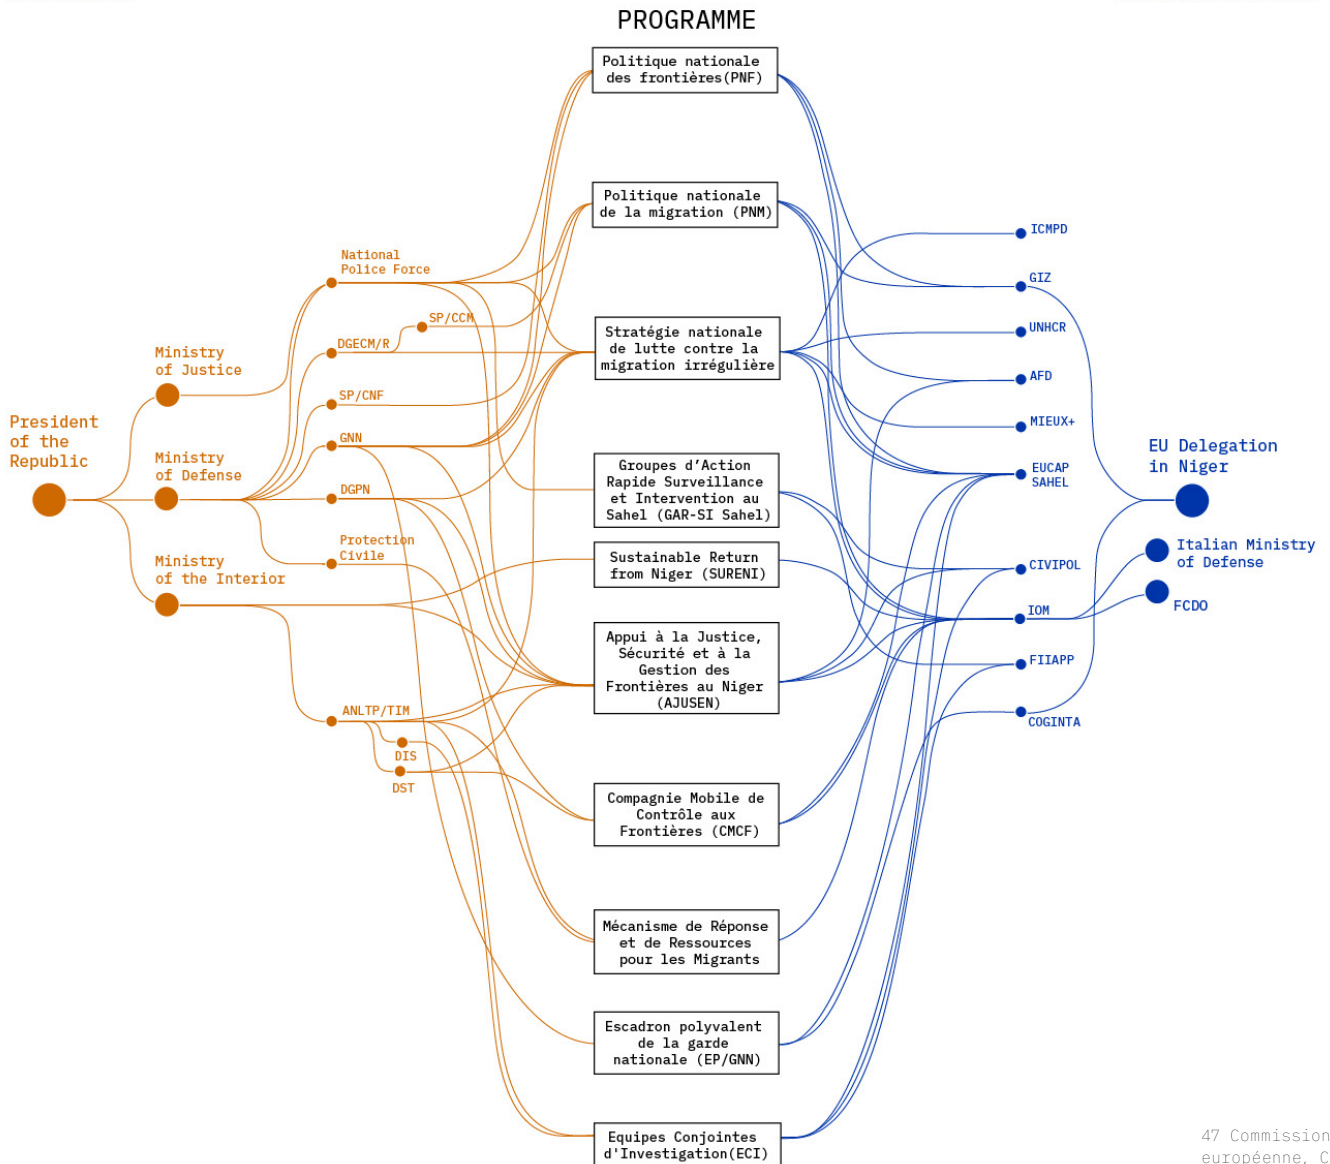 PROGRAMME
Politique nationale
des frontières(PNF)
Politique nationale
de la migration (PNM)
Stratégie nationale
de lutte contre la
migration irrégulière
Groupes d’Action
Rapide Surveillance
et Intervention au
Sahel (GAR-SI Sahel)
Sustainable Return
from Niger (SURENI)
Appui à la Justice,
Sécurité et à la
Gestion des
Frontières au Niger
(AJUSEN)
Compagnie Mobile de
Contrôle aux
Frontières (CMCF)
Mécanisme de Réponse
et de Ressources
pour les Migrants
Escadron polyvalent
de la garde
nationale (EP/GNN)
Equipes Conjointes
d'Investigation(ECI)
President
of the
Republic
Ministry
of Justice
Ministry
of Defense
Ministry
of the Interior
National
Police Force
SP/CCM
DGECM/R
SP/CNF
GNN
DGPN
Protection
Civile
ANLTP/TIM
DIS
DST
ICMPD
GIZ
UNHCR
AFD
MIEUX+
EUCAP
SAHEL
CIVIPOL
IOM
FIIAPP
COGINTA
EU Delegation
in Niger
Italian Ministry
of Defense
FCDO
47 Commission
européenne, C